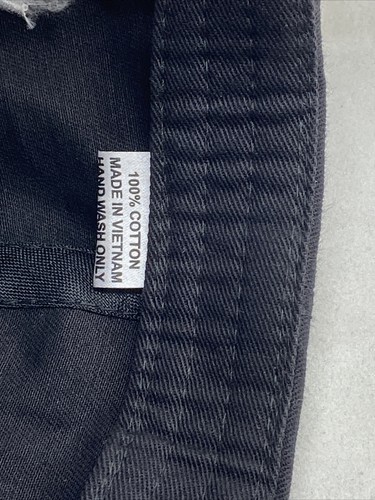 100% COTTON
MADE IN VIETNAM
HAND WASH ONLY